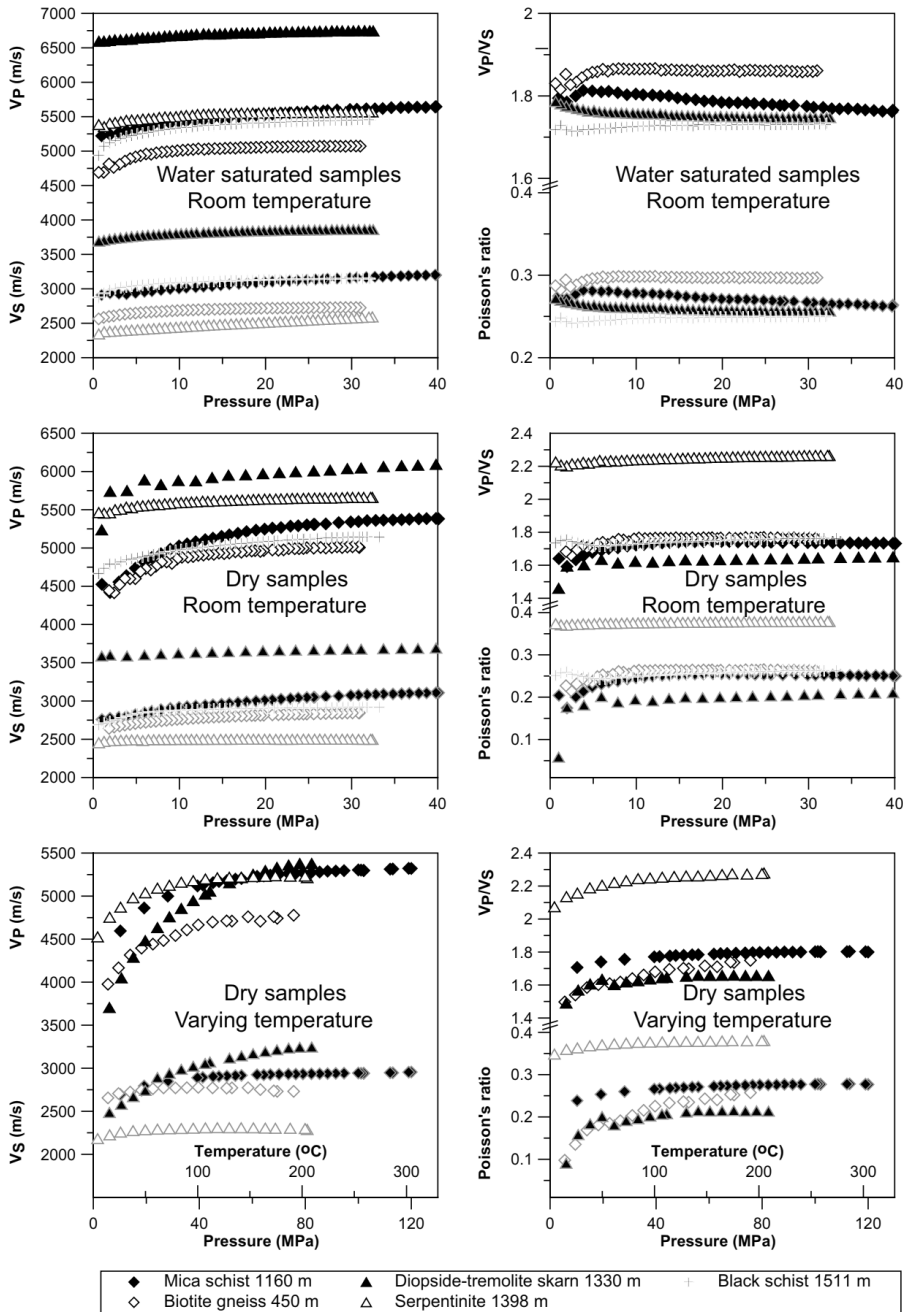 7000
6500
6000
5500
5000
4500
4000
3500
3000
2500
2000
VP (m/s)
VS (m/s)
Water saturated samples
Room temperature
0 10 20 30 40
Pressure (MPa)
2
1.8
1.6
0.4
0.3
0.2
VP/VS
Poisson's ratio
Water saturated samples
Room temperature
0 10 20 30 40
Pressure (MPa)
6500
6000
5500
5000
4500
4000
3500
3000
2500
2000
VP (m/s)
VS (m/s)
Dry samples
Room temperature
0 10 20 30 40
Pressure (MPa)
2.4
2.2
2
1.8
1.6
0.4
0.3
0.2
0.1
VP/VS
Poisson's ratio
Dry samples
Room temperature
0 10 20 30 40
Pressure (MPa)
5500
5000
4500
3250
3000
2750
2500
2250
2000
VP (m/s)
VS (m/s)
Dry samples
Varying temperature
Temperature (ºC)
100 200 300
0 40 80 120
Pressure (MPa)
2.4
2.2
2
1.8
1.6
1.4
0.4
0.3
0.2
0.1
VP/VS
Poisson's ratio
Dry samples
Varying temperature
Temperature (ºC)
100 200 300
0 40 80 120
Pressure (MPa)
Mica schist 1160 m Diopside-tremolite skarn 1330 m Black schist 1511 m
Biotite gneiss 450 m Serpentinite 1398 m